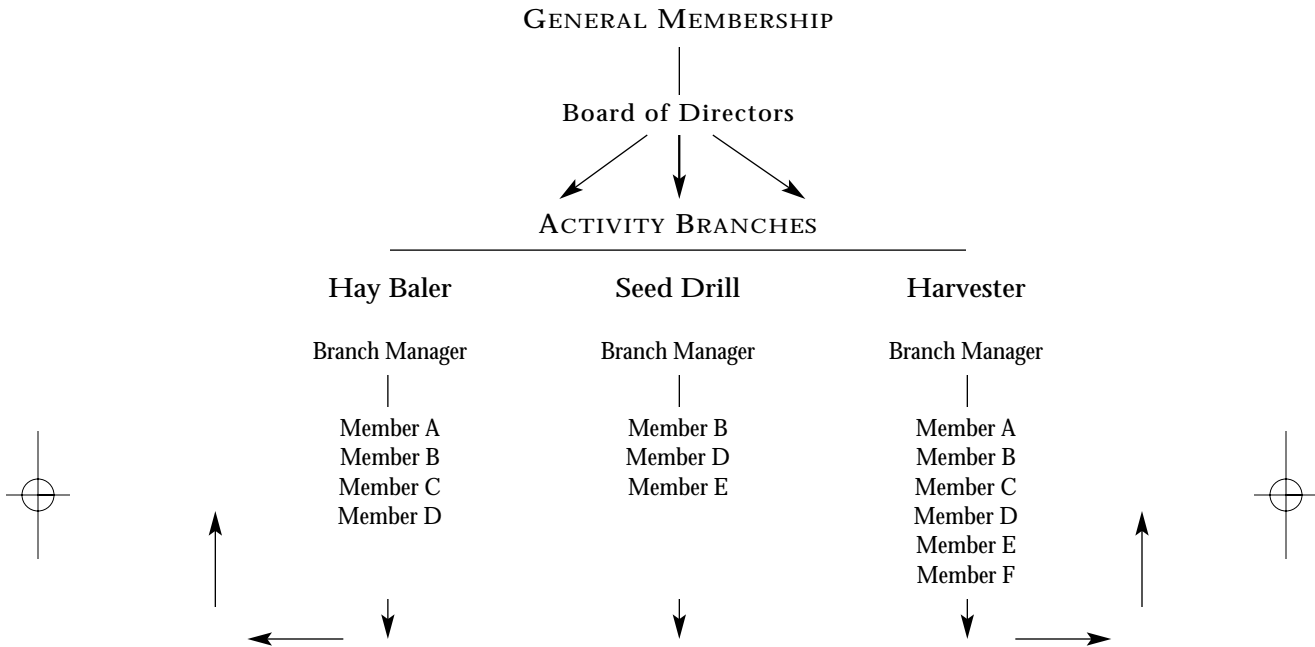 GENERAL MEMBERSHIP
Board of Directors
ACTIVITY BRANCHES
Hay Baler
Branch Manager
Member A
Member B
Member C
Member D
Seed Drill
Branch Manager
Member B
Member D
Member E
Harvester
Branch Manager
Member A
Member B
Member C
Member D
Member E
Member F